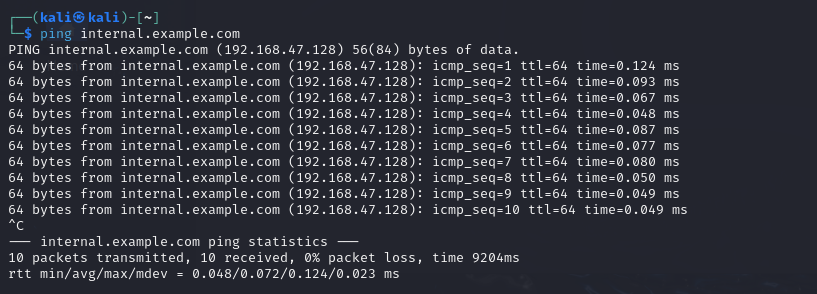 ┌──(kali㉿kali)-[~]
└─$ ping internal.example.com
PING internal.example.com (192.168.47.128) 56(84) bytes of data.
64 bytes from internal.example.com (192.168.47.128): icmp_seq=1 ttl=64 time=0.124 ms
64 bytes from internal.example.com (192.168.47.128): icmp_seq=2 ttl=64 time=0.093 ms
64 bytes from internal.example.com (192.168.47.128): icmp_seq=3 ttl=64 time=0.067 ms
64 bytes from internal.example.com (192.168.47.128): icmp_seq=4 ttl=64 time=0.048 ms
64 bytes from internal.example.com (192.168.47.128): icmp_seq=5 ttl=64 time=0.087 ms
64 bytes from internal.example.com (192.168.47.128): icmp_seq=6 ttl=64 time=0.077 ms
64 bytes from internal.example.com (192.168.47.128): icmp_seq=7 ttl=64 time=0.080 ms
64 bytes from internal.example.com (192.168.47.128): icmp_seq=8 ttl=64 time=0.050 ms
64 bytes from internal.example.com (192.168.47.128): icmp_seq=9 ttl=64 time=0.049 ms
64 bytes from internal.example.com (192.168.47.128): icmp_seq=10 ttl=64 time=0.049 ms
^C
--- internal.example.com ping statistics ---
10 packets transmitted, 10 received, 0% packet loss, time 9204ms
rtt min/avg/max/mdev = 0.048/0.072/0.124/0.023 ms